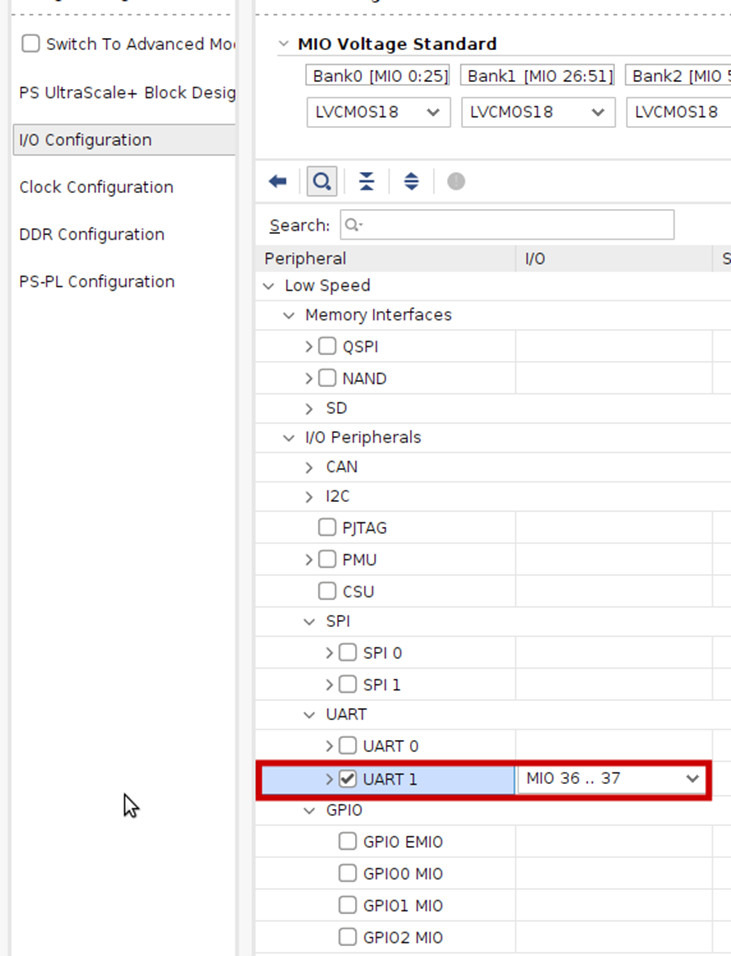 Switch To Advanced Mo
PS UltraScale+ Block Desig
I/O Configuration
Clock Configuration
DDR Configuration
PS-PL Configuration
MIO Voltage Standard
Bank0 [MIO 0:25] Bank1 [MIO 26:51] Bank2 [MIO 5
LVCMOS18 LVCMOS18 LVCMOS18
Search:
Peripheral I/O S
Low Speed
Memory Interfaces
QSPI
NAND
SD
I/O Peripherals
CAN
I2C
PJTAG
PMU
CSU
SPI
SPI 0
SPI 1
UART
UART 0
UART 1 MIO 36 .. 37
GPIO
GPIO EMIO
GPIO0 MIO
GPIO1 MIO
GPIO2 MIO